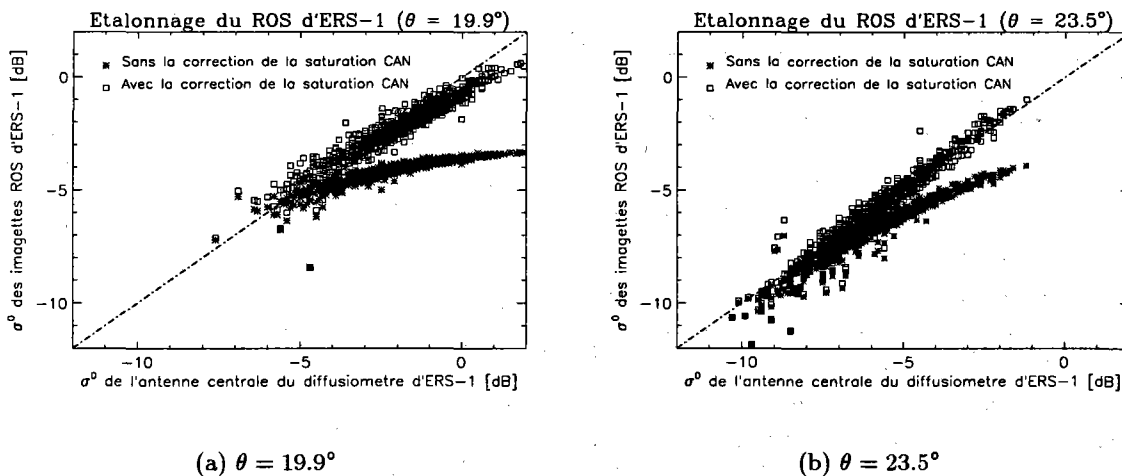 Etalonnage du ROS d'ERS-1 (θ = 19.9°)
σ° des imagettes ROS d'ERS-1 [dB]
0
-5
-10
✳ Sans la correction de la saturation CAN
□ Avec la correction de la saturation CAN
-10 -5 0
σ° de l'antenne centrale du diffusiometre d'ERS-1 [dB]
(a) θ = 19.9°
Etalonnage du ROS d'ERS-1 (θ = 23.5°)
σ° des imagettes ROS d'ERS-1 [dB]
0
-5
-10
✳ Sans la correction de la saturation CAN
□ Avec la correction de la saturation CAN
-10 -5 0
σ° de l'antenne centrale du diffusiometre d'ERS-1 [dB]
(b) θ = 23.5°